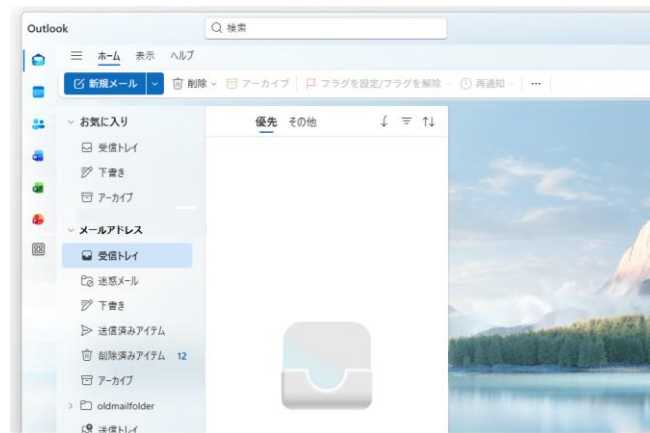 Outlook
検索
ホーム 表示 ヘルプ
新規メール 削除 アーカイブ フラグを設定/フラグを解除 再通知 ...
お気に入り
優先 その他
受信トレイ
下書き
アーカイブ
メールアドレス
受信トレイ
迷惑メール
下書き
送信済みアイテム
削除済みアイテム 12
アーカイブ
oldmailfolder
送信トレイ